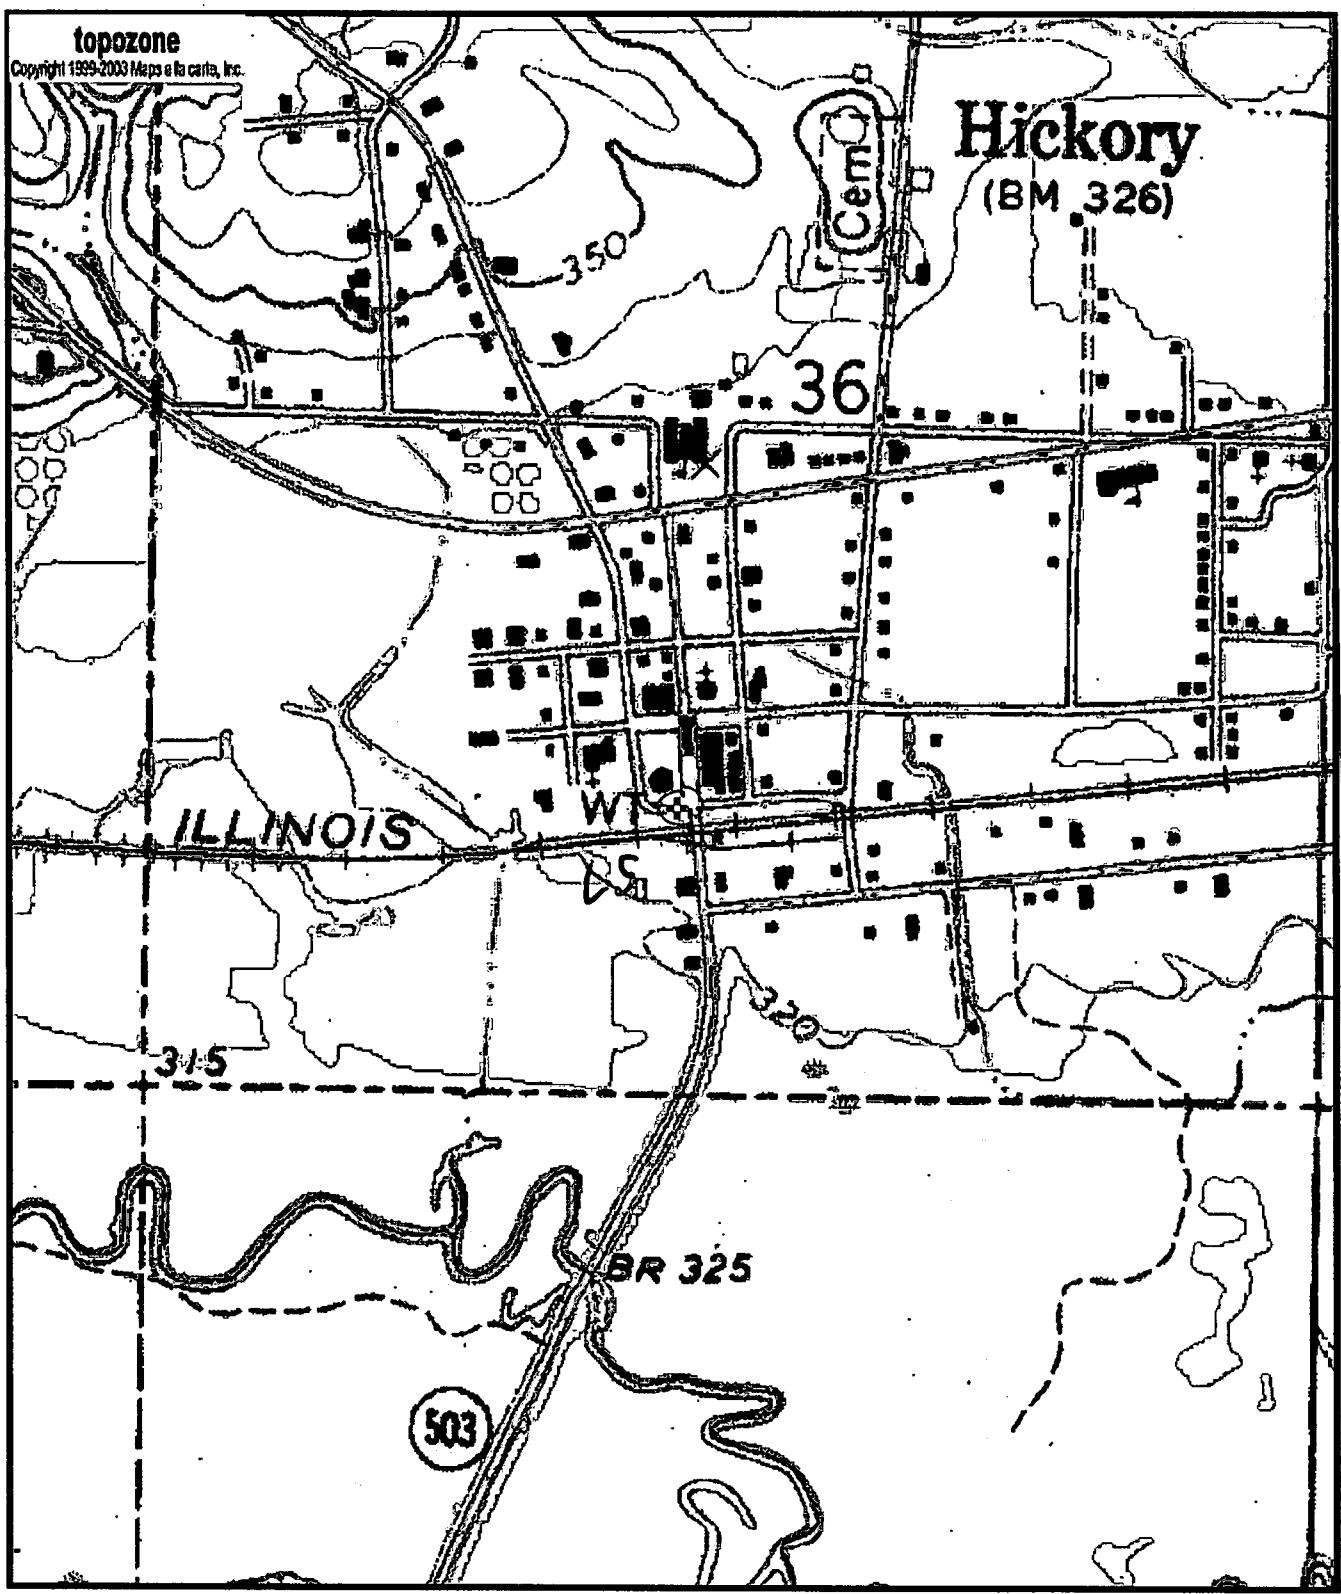 topozone
Copyright 1999-2003 Maps a la carte, Inc.
Hickory
(BM 326)
Cem
350
36
WT
ILLINOIS
320
315
BR 325
503